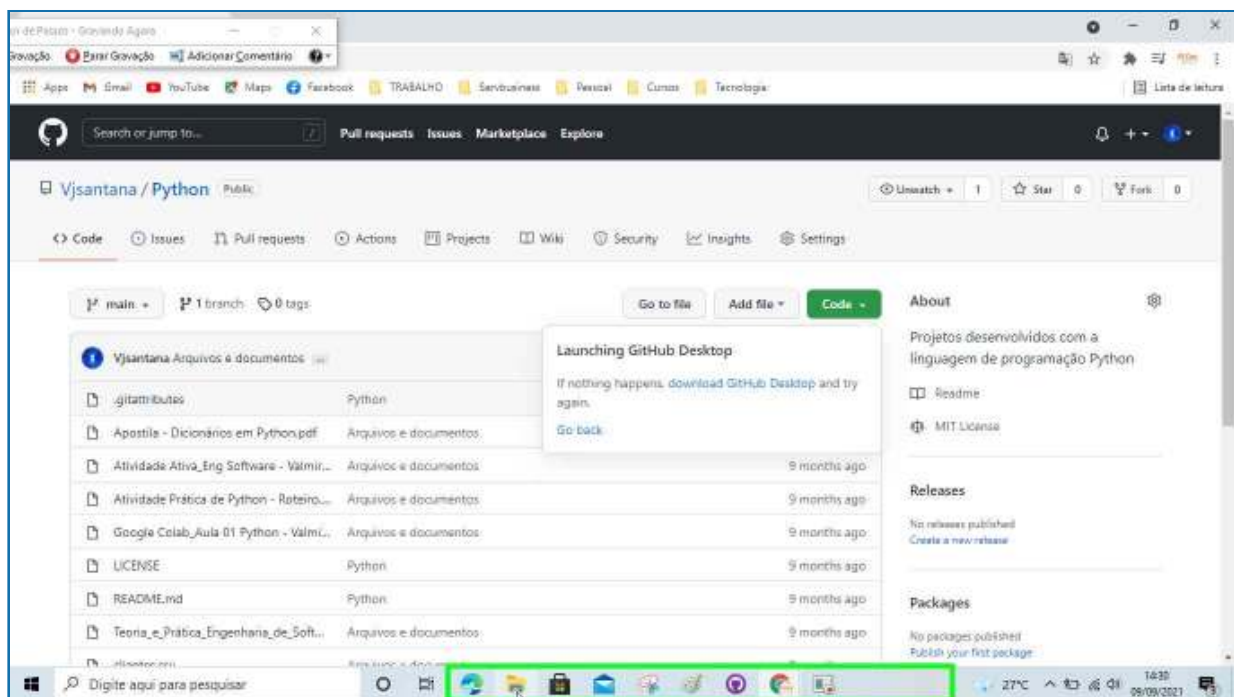 de Passos - Gravando Agora
Gravação Parar Gravação Adicionar Comentário
Apps Gmail YouTube Maps Facebook TRABALHO Servbusiness Pessoal Cursos Tecnologia Lista de leitura
Search or jump to... / Pull requests Issues Marketplace Explore
Vjsantana / Python Public Unwatch 1 Star 0 Fork 0
Code Issues Pull requests Actions Projects Wiki Security Insights Settings
main 1 branch 0 tags Go to file Add file Code
About
Projetos desenvolvidos com a
linguagem de programação Python
Readme
MIT License
Launching GitHub Desktop
If nothing happens, download GitHub Desktop and try
again.
Go back
Vjsantana Arquivos e documentos ...
.gitattributes Python
Apostila - Dicionários em Python.pdf Arquivos e documentos
Atividade Ativa_Eng Software - Valmir... Arquivos e documentos 9 months ago
Atividade Prática de Python - Roteiro... Arquivos e documentos 9 months ago
Google Colab_Aula 01 Python - Valmi... Arquivos e documentos 9 months ago
LICENSE Python 9 months ago
README.md Python 9 months ago
Teoria_e_Prática_Engenharia_de_Soft... Arquivos e documentos 9 months ago
Releases
No releases published
Create a new release
Packages
No packages published
Publish your first package
Digite aqui para pesquisar 27°C 14:30
09/09/2021